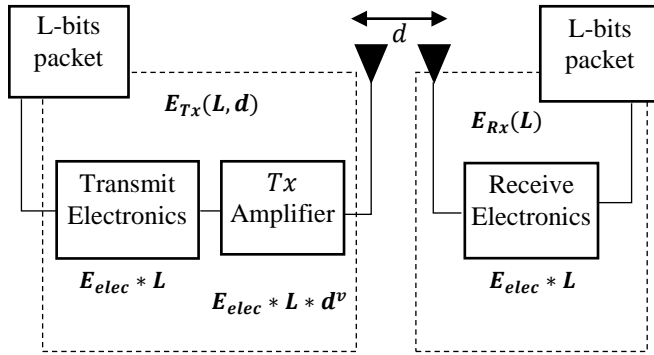 L-bits
packet
d
L-bits
packet
E_Tx(L, d)
E_Rx(L)
Transmit
Electronics
Tx
Amplifier
Receive
Electronics
E_elec * L
E_elec * L * d^v
E_elec * L